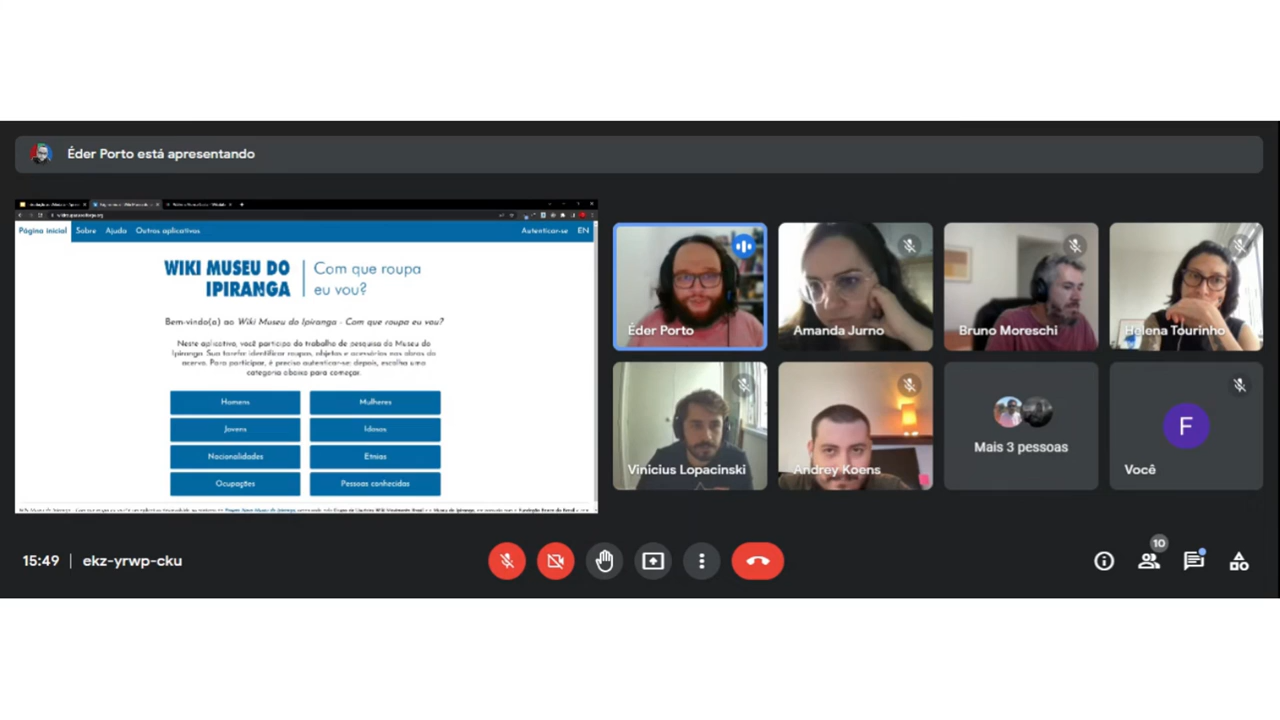 Éder Porto está apresentando
Página inicial Sobre Ajuda Outros aplicativos Autenticar-se EN
WIKI MUSEU DO IPIRANGA
Com que roupa eu vou?
Bem-vindo(a) ao Wiki Museu do Ipiranga - Com que roupa eu vou?
Neste aplicativo, você participa do trabalho de pesquisa do Museu do
Ipiranga. Sua tarefa: identificar roupas, objetos e acessórios nas obras do
acervo. Para participar, é preciso autenticar-se; depois, escolha uma
categoria abaixo para começar.
Homens Mulheres
Jovens Idosos
Nacionalidades Etnias
Ocupações Pessoas conhecidas
Éder Porto
Amanda Jurno
Bruno Moreschi
Helena Tourinho
Vinicius Lopacinski
Andrey Koens
Mais 3 pessoas
F
Você
15:49 | ekz-yrwp-cku
10